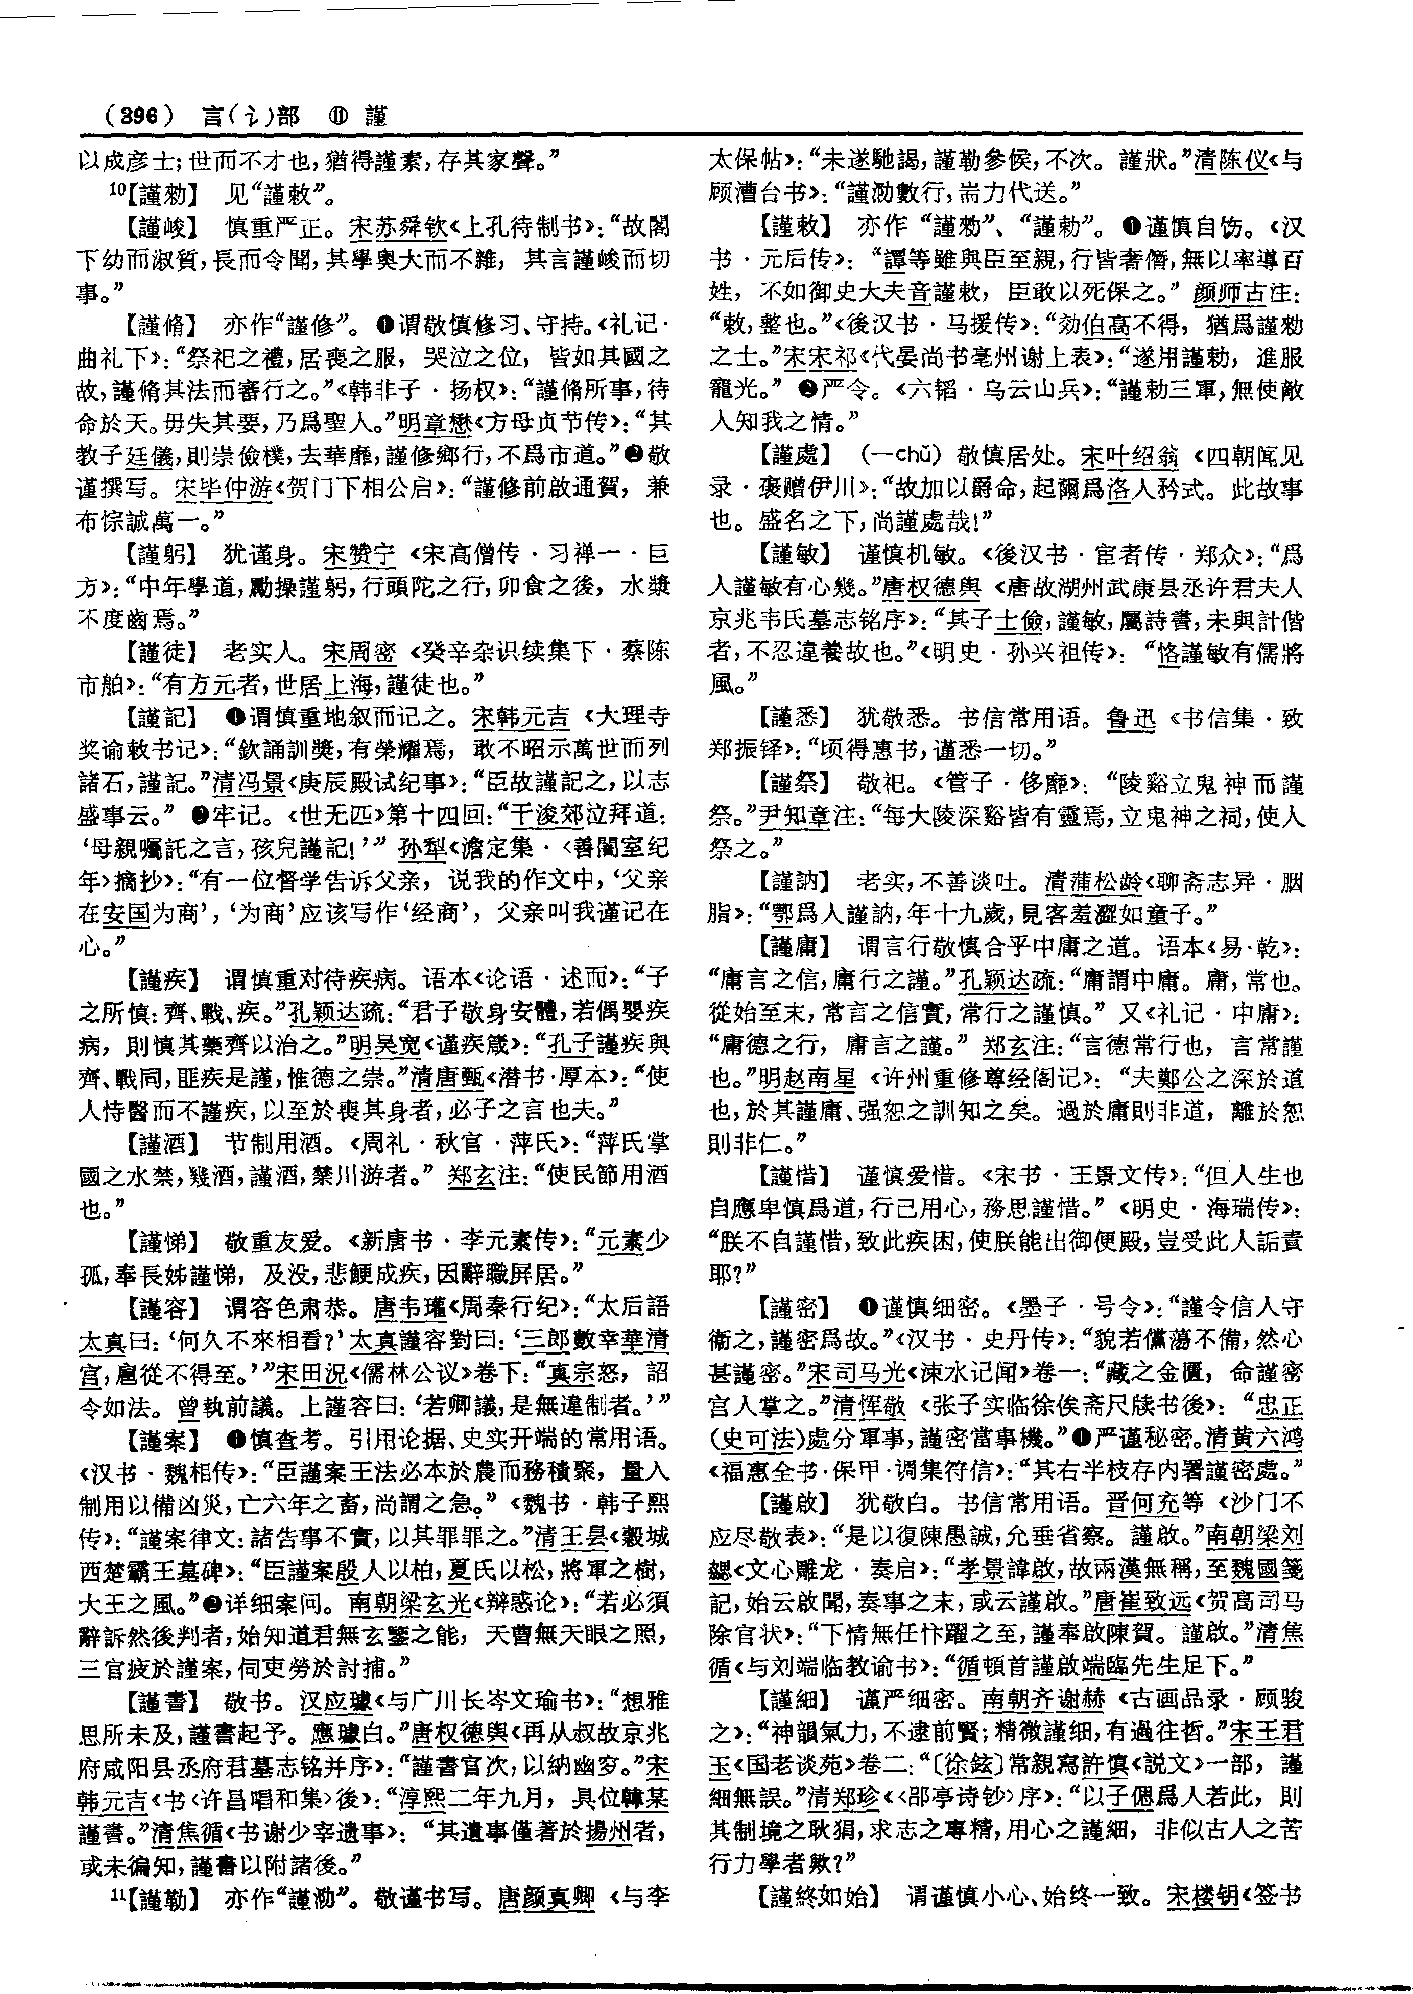 (396) 言(讠)部 ⑪ 謹
以成彦士;世而不才也,猶得謹素,存其家聲。”
10【謹勑】 见“謹敕”。
【謹峻】 慎重严正。宋苏舜钦《上孔待制书》:“故閣
下幼而淑質,長而令聞,其學奧大而不雜, 其言謹峻而切
事。”
【謹脩】 亦作“謹修”。❶谓敬慎修习、守持。《礼记·
曲礼下》:“祭祀之禮,居喪之服, 哭泣之位, 皆如其國之
故,謹脩其法而審行之。”《韩非子·扬权》:“謹脩所事,待
命於天。毋失其要,乃爲聖人。”明章懋《方母贞节传》:“其
教子廷儀,則崇儉樸,去華靡,謹修鄉行,不爲市道。”❷敬
谨撰写。宋毕仲游《贺门下相公启》:“謹修前啟通賀, 兼
布悰誠萬一。”
【謹躬】 犹谨身。宋赞宁《宋高僧传·习禅一·巨
方》:“中年學道,勵操謹躬,行頭陀之行,卯食之後, 水漿
不度齒焉。”
【謹徒】 老实人。宋周密《癸辛杂识续集下·蔡陈
市舶》:“有方元者,世居上海,謹徒也。”
【謹記】 ❶谓慎重地叙而记之。宋韩元吉《大理寺
奖谕敕书记》:“欽誦訓獎,有榮耀焉, 敢不昭示萬世而列
諸石,謹記。”清冯景《庚辰殿试纪事》:“臣故謹記之,以志
盛事云。” ❷牢记。《世无匹》第十四回:“干浚郊泣拜道:
‘母親囑託之言,孩兒謹記!’” 孙犁《澹定集·〈善闇室纪
年〉摘抄》:“有一位督学告诉父亲, 说我的作文中,‘父亲
在安国为商’,‘为商’应该写作‘经商’, 父亲叫我谨记在
心。”
【謹疾】 谓慎重对待疾病。语本《论语·述而》:“子
之所慎:齊、戰、疾。”孔颖达疏:“君子敬身安體,若偶嬰疾
病, 則慎其藥齊以治之。”明吴宽《谨疾箴》:“孔子謹疾與
齊、戰同,匪疾是謹,惟德之崇。”清唐甄《潜书·厚本》:“使
人恃醫而不謹疾,以至於喪其身者,必子之言也夫。”
【謹酒】 节制用酒。《周礼·秋官·萍氏》:“萍氏掌
國之水禁,幾酒,謹酒,禁川游者。” 郑玄注:“使民節用酒
也。”
【謹悌】 敬重友爱。《新唐书·李元素传》:“元素少
孤,奉長姊謹悌, 及没,悲鯁成疾,因辭職屏居。”
【謹容】 谓容色肃恭。唐韦瓘《周秦行纪》:“太后語
太真曰:‘何久不來相看?’太真謹容對曰:‘三郎數幸華清
宫,扈從不得至。’”宋田况《儒林公议》卷下:“真宗怒, 詔
令如法。曾執前議。上謹容曰:‘若卿議,是無違制者。’”
【謹案】 ❶慎查考。引用论据、史实开端的常用语。
《汉书·魏相传》:“臣謹案王法必本於農而務積聚, 量入
制用以備凶災,亡六年之畜,尚謂之急。”《魏书·韩子熙
传》:“謹案律文:諸告事不實,以其罪罪之。”清王昙《穀城
西楚霸王墓碑》:“臣謹案殷人以柏,夏氏以松,將軍之樹,
大王之風。”❷详细案问。南朝梁玄光《辩惑论》:“若必須
辭訴然後判者,始知道君無玄鑒之能, 天曹無天眼之照,
三官疲於謹案,伺吏勞於討捕。”
【謹書】 敬书。汉应璩《与广川长岑文瑜书》:“想雅
思所未及,謹書起予。應璩白。”唐权德舆《再从叔故京兆
府咸阳县丞府君墓志铭并序》:“謹書官次,以納幽穸。”宋
韩元吉《书〈许昌唱和集〉後》:“淳熙二年九月, 具位韓某
謹書。”清焦循《书谢少宰遗事》:“其遺事僅著於揚州者,
或未徧知,謹書以附諸後。”
11【謹勒】 亦作“謹泐”。敬谨书写。唐颜真卿《与李
太保帖》:“未遂馳謁,謹勒參侯,不次。謹狀。”清陈仪《与
顾漕台书》:“謹泐數行,耑力代送。”
【謹敕】 亦作“謹勑”、“謹勅”。❶谨慎自饬。《汉
书·元后传》:“譚等雖與臣至親,行皆奢僭,無以率導百
姓, 不如御史大夫音謹敕, 臣敢以死保之。”颜师古注:
“敕,整也。”《後汉书·马援传》:“効伯高不得, 猶爲謹勑
之士。”宋宋祁《代晏尚书亳州谢上表》:“遂用謹勅, 進服
寵光。” ❷严令。《六韬·乌云山兵》:“謹勅三軍,無使敵
人知我之情。”
【謹處】 (—chǔ) 敬慎居处。宋叶绍翁《四朝闻见
录·褒赠伊川》:“故加以爵命,起爾爲洛人矜式。此故事
也。盛名之下,尚謹處哉!”
【謹敏】 谨慎机敏。《後汉书·宦者传·郑众》:“爲
人謹敏有心幾。”唐权德舆《唐故湖州武康县丞许君夫人
京兆韦氏墓志铭序》:“其子士儉,謹敏,屬詩書,未與計偕
者,不忍違養故也。”《明史·孙兴祖传》:“恪謹敏有儒將
風。”
【謹悉】 犹敬悉。书信常用语。鲁迅《书信集·致
郑振铎》:“顷得惠书,谨悉一切。”
【謹祭】 敬祀。《管子·侈靡》:“陵谿立鬼神而謹
祭。”尹知章注:“每大陵深谿皆有靈焉,立鬼神之祠,使人
祭之。”
【謹訥】 老实,不善谈吐。清蒲松龄《聊斋志异·胭
脂》:“鄂爲人謹訥,年十九歲,見客羞澀如童子。”
【謹庸】 谓言行敬慎合乎中庸之道。语本《易·乾》:
“庸言之信,庸行之謹。”孔颖达疏:“庸謂中庸。庸,常也。
從始至末,常言之信實,常行之謹慎。” 又《礼记·中庸》:
“庸德之行, 庸言之謹。” 郑玄注:“言德常行也, 言常謹
也。”明赵南星《许州重修尊经阁记》:“夫鄭公之深於道
也,於其謹庸、强恕之訓知之矣。過於庸則非道, 離於恕
則非仁。”
【謹惜】 谨慎爱惜。《宋书·王景文传》:“但人生也
自應卑慎爲道,行己用心,務思謹惜。”《明史·海瑞传》:
“朕不自謹惜,致此疾困,使朕能出御便殿,豈受此人詬責
耶?”
【謹密】 ❶谨慎细密。《墨子·号令》:“謹令信人守
衛之,謹密爲故。”《汉书·史丹传》:“貌若儻蕩不備,然心
甚謹密。”宋司马光《涑水记闻》卷一:“藏之金匱, 命謹密
宫人掌之。”清恽敬《张子实临徐俟斋尺牍书後》:“忠正
(史可法)處分軍事,謹密當事機。”❶严谨秘密。清黄六鸿
《福惠全书·保甲·调集符信》:“其右半枝存内署謹密處。”
【謹啟】 犹敬白。书信常用语。晋何充等《沙门不
应尽敬表》:“是以復陳愚誠,允垂省察。謹啟。”南朝梁刘
勰《文心雕龙·奏启》:“孝景諱啟,故兩漢無稱,至魏國箋
記,始云啟聞,奏事之末,或云謹啟。”唐崔致远《贺高司马
除官状》:“下情無任忭躍之至,謹奉啟陳賀。謹啟。”清焦
循《与刘端临教谕书》:“循頓首謹啟端臨先生足下。”
【謹細】 谨严细密。南朝齐谢赫《古画品录·顾骏
之》:“神韻氣力,不逮前賢;精微謹细,有過往哲。”宋王君
玉《国老谈苑》卷二:“〔徐鉉〕常親寫許慎《説文》一部, 謹
細無誤。”清郑珍《〈邵亭诗钞〉序》:“以子偲爲人若此, 則
其制境之耿狷,求志之專精,用心之謹細, 非似古人之苦
行力學者歟?”
【謹終如始】 谓谨慎小心、始终一致。宋楼钥《签书